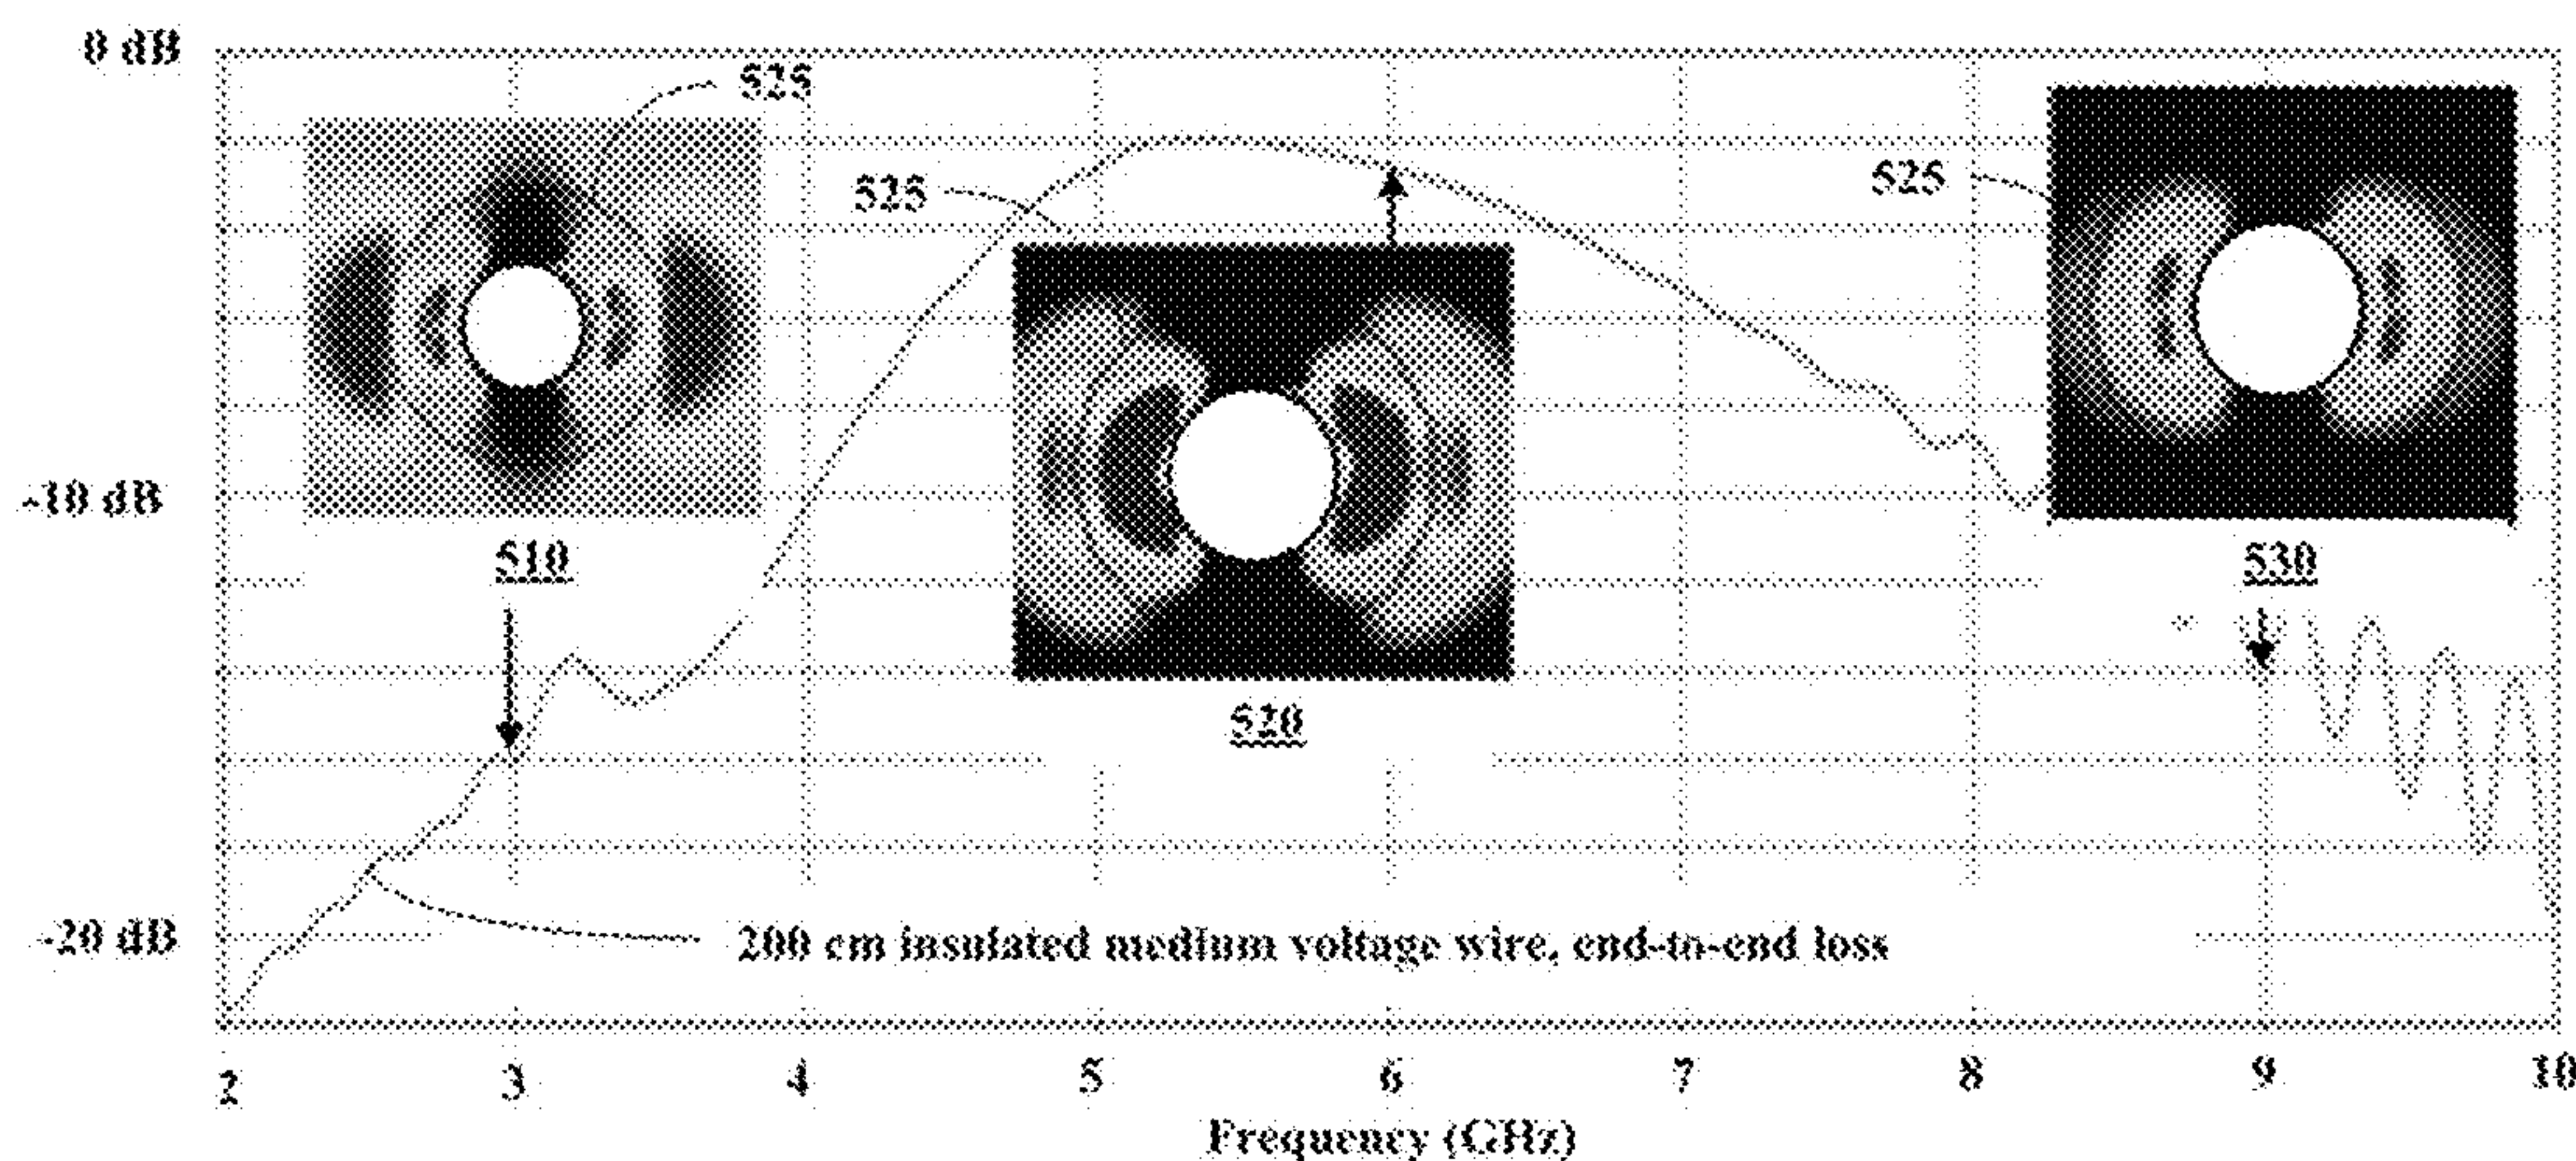 0 dB
525
525
525
-10 dB
510
530
520
-20 dB
200 cm insulated medium voltage wire, end-to-end loss
2 3 4 5 6 7 8 9 10
Frequency (GHz)